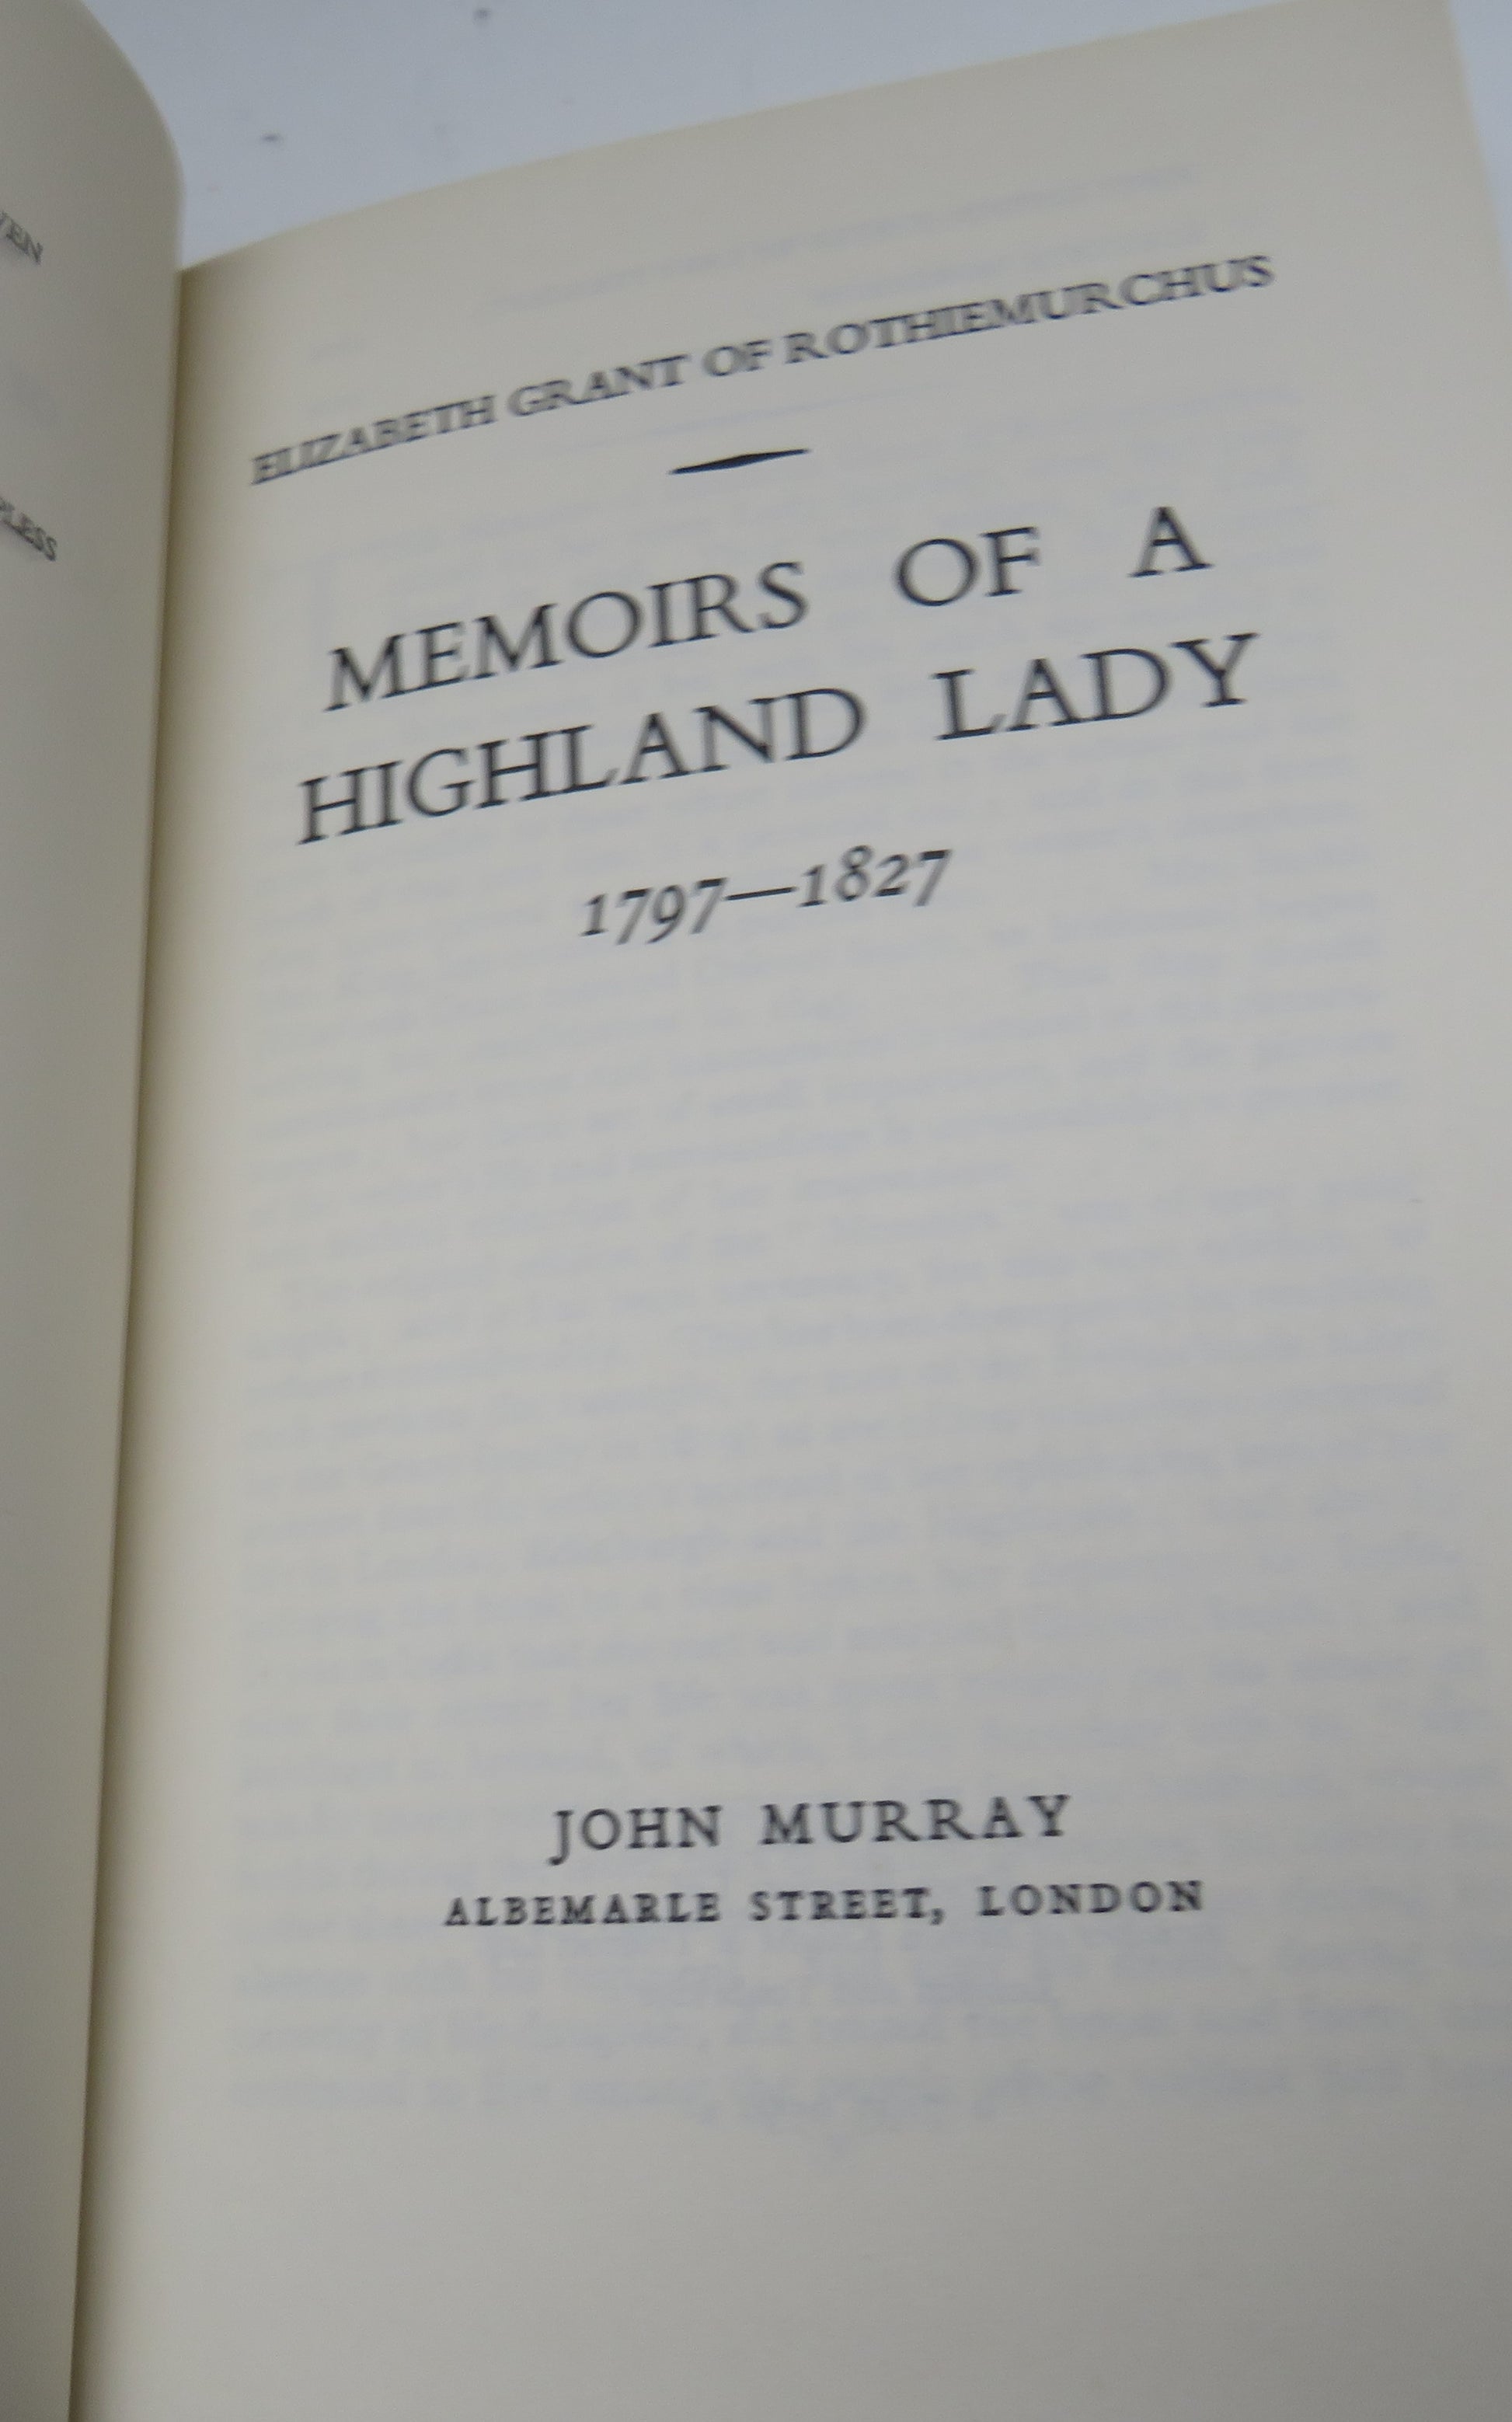 ELIZABETH GRANT OF ROTHIEMURCHUS
MEMOIRS OF A
HIGHLAND LADY
1797—1827
JOHN MURRAY
ALBEMARLE STREET, LONDON